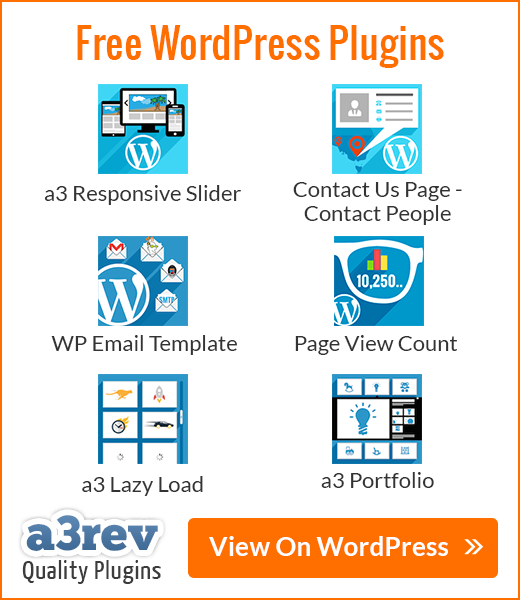 Free WordPress Plugins
a3 Responsive Slider
Contact Us Page -
Contact People
SMTP
WP Email Template
10,250..
Page View Count
a3 Lazy Load
a3 Portfolio
a3rev
Quality Plugins
View On WordPress »